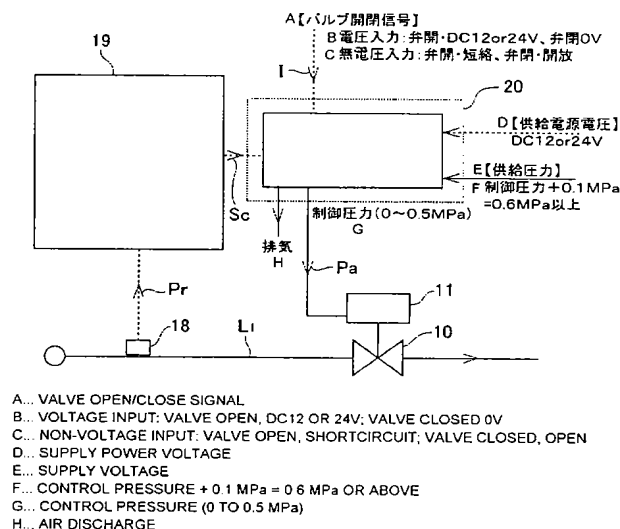 19
A【バルブ開閉信号】
B 電圧入力:弁開・DC12or24V、弁閉0V
C 無電圧入力:弁開・短絡、弁閉・開放
I
20
D【供給電源電圧】
DC12or24V
E【供給圧力】
F 制御圧力+0.1MPa
=0.6MPa以上
Sc
制御圧力(0〜0.5MPa)
G
排気
H
Pa
Pr
11
18
10
L1
A... VALVE OPEN/CLOSE SIGNAL
B... VOLTAGE INPUT: VALVE OPEN, DC12 OR 24V; VALVE CLOSED 0V
C... NON-VOLTAGE INPUT: VALVE OPEN, SHORTCIRCUIT; VALVE CLOSED, OPEN
D... SUPPLY POWER VOLTAGE
E... SUPPLY VOLTAGE
F... CONTROL PRESSURE + 0.1 MPa = 0 6 MPa OR ABOVE
G... CONTROL PRESSURE (0 TO 0.5 MPa)
H... AIR DISCHARGE